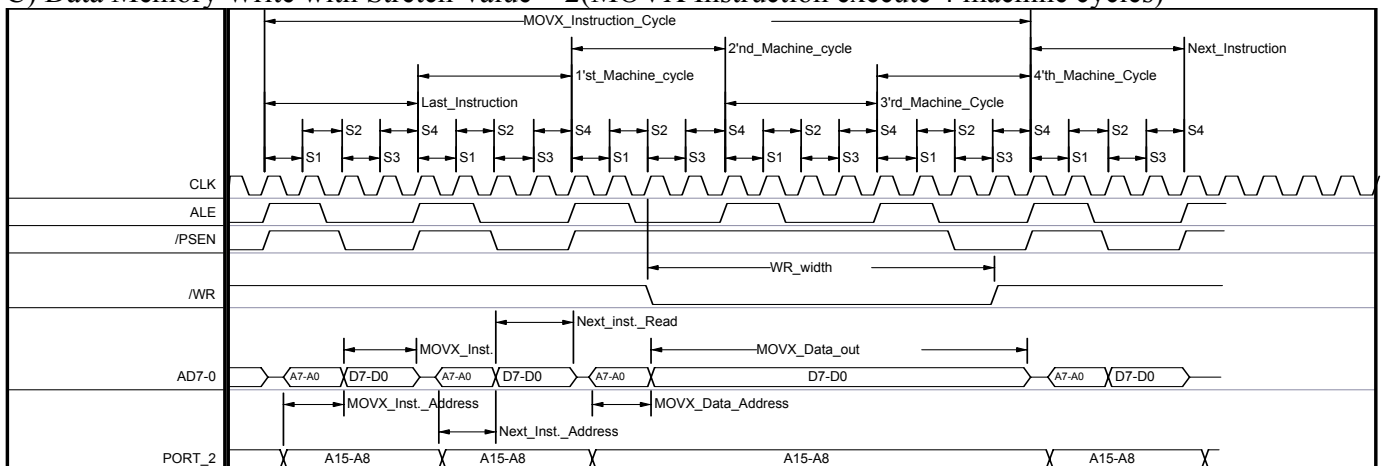 C) Data Memory Write with Stretch Value = 2(MOVX Instruction execute 4 machine cycles)
MOVX_Instruction_Cycle
2'nd_Machine_cycle Next_Instruction
1'st_Machine_cycle 4'th_Machine_Cycle
Last_Instruction 3'rd_Machine_Cycle
S2 S4 S2 S4 S2 S4 S2 S4 S2 S4 S2 S4
S1 S3 S1 S3 S1 S3 S1 S3 S1 S3 S1 S3
CLK
ALE
/PSEN
WR_width
/WR
Next_inst._Read
MOVX_Inst. MOVX_Data_out
AD7-0 A7-A0 D7-D0 A7-A0 D7-D0 A7-A0 D7-D0 A7-A0 D7-D0
MOVX_Inst._Address MOVX_Data_Address
Next_Inst._Address
PORT_2 A15-A8 A15-A8 A15-A8 A15-A8